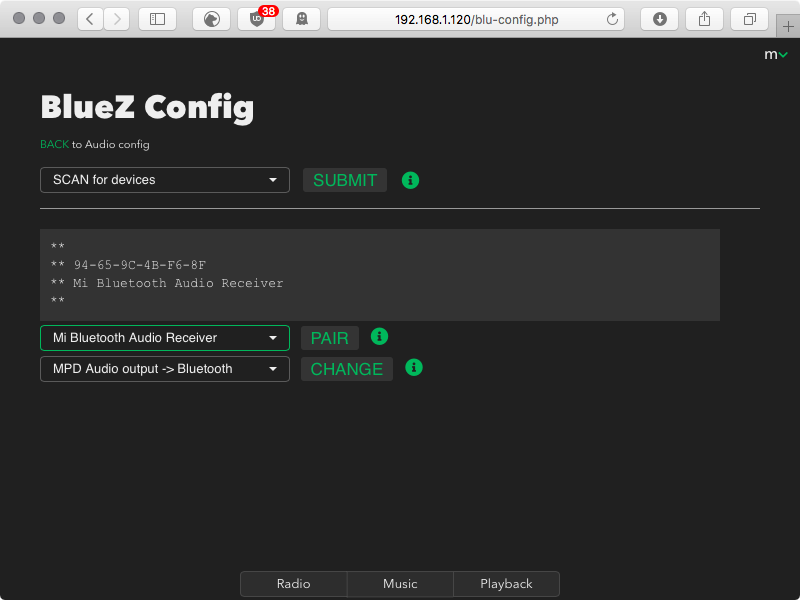 38
192.168.1.120/blu-config.php
m
BlueZ Config
BACK to Audio config
SCAN for devices
SUBMIT
**
** 94-65-9C-4B-F6-8F
** Mi Bluetooth Audio Receiver
**
Mi Bluetooth Audio Receiver
PAIR
MPD Audio output -> Bluetooth
CHANGE
Radio
Music
Playback